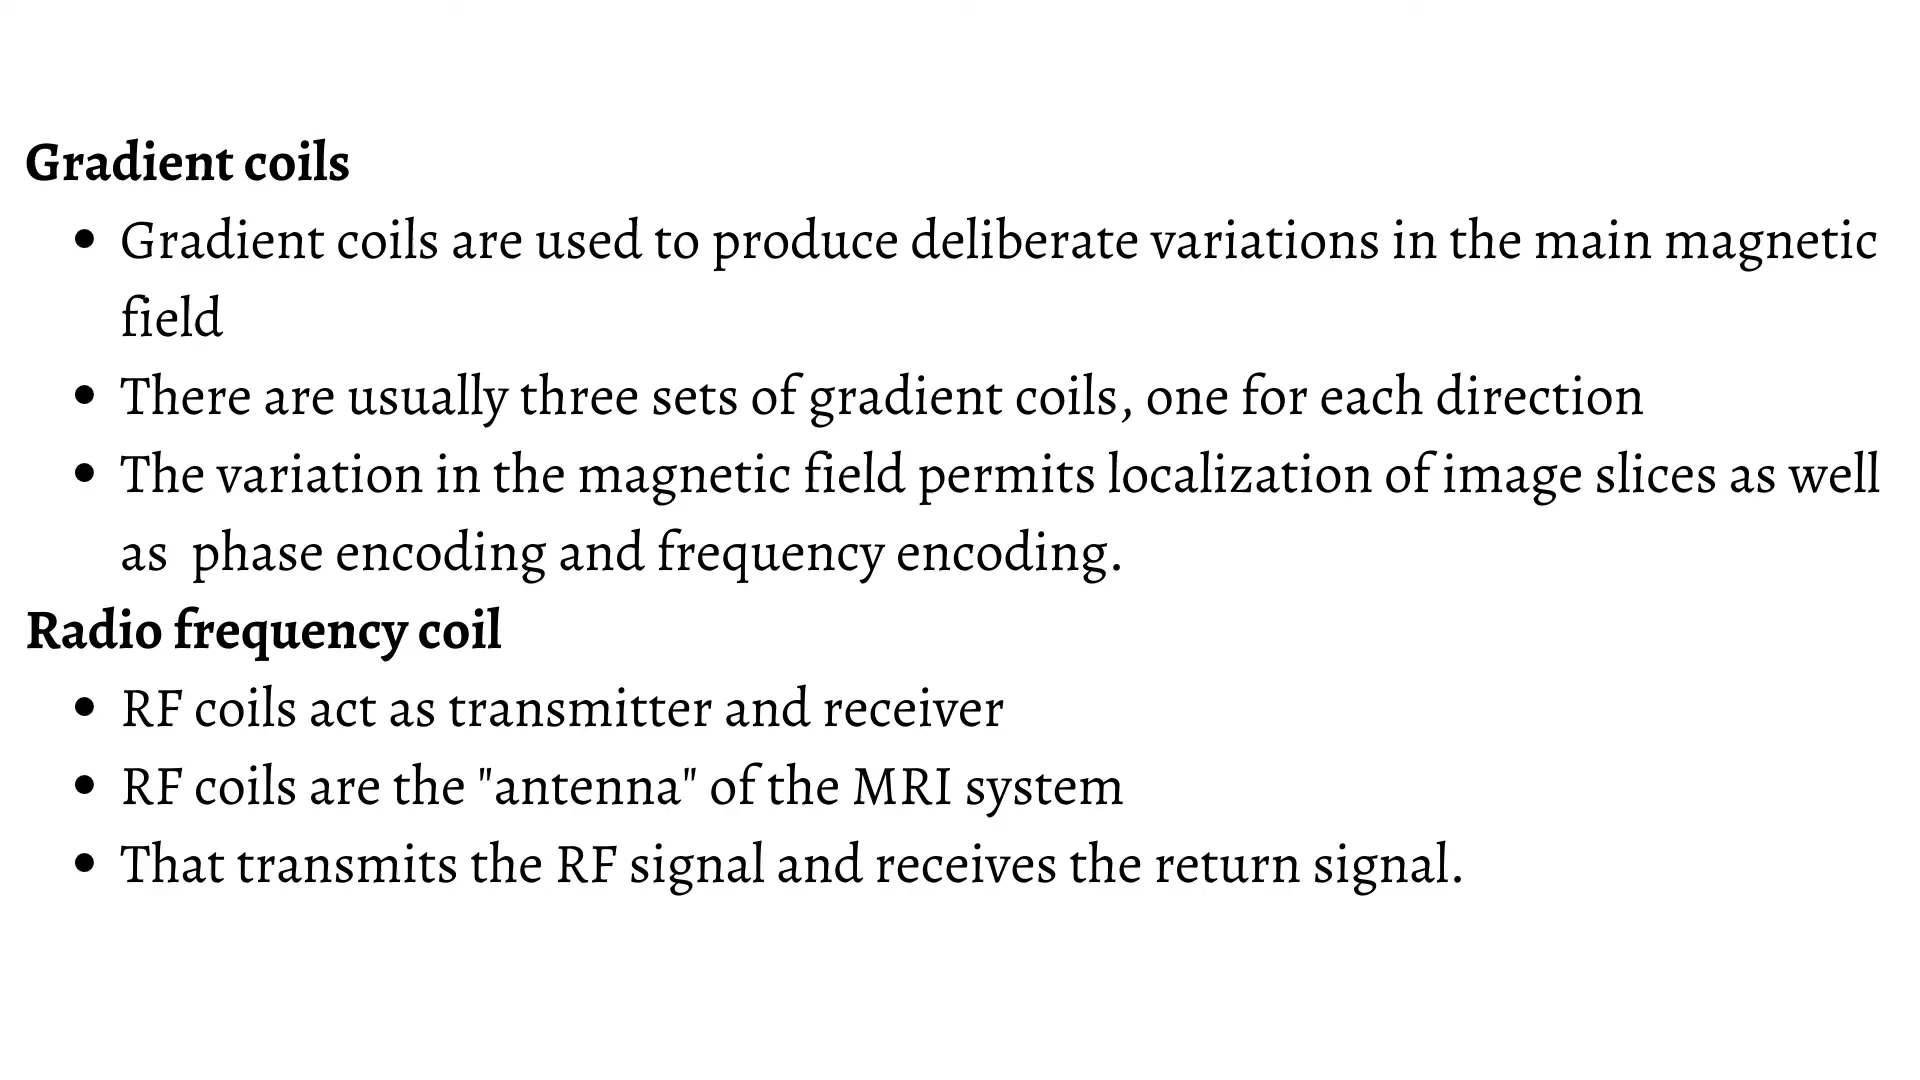 Gradient coils
• Gradient coils are used to produce deliberate variations in the main magnetic
field
• There are usually three sets of gradient coils, one for each direction
• The variation in the magnetic field permits localization of image slices as well
as  phase encoding and frequency encoding.
Radio frequency coil
• RF coils act as transmitter and receiver
• RF coils are the "antenna" of the MRI system
• That transmits the RF signal and receives the return signal.